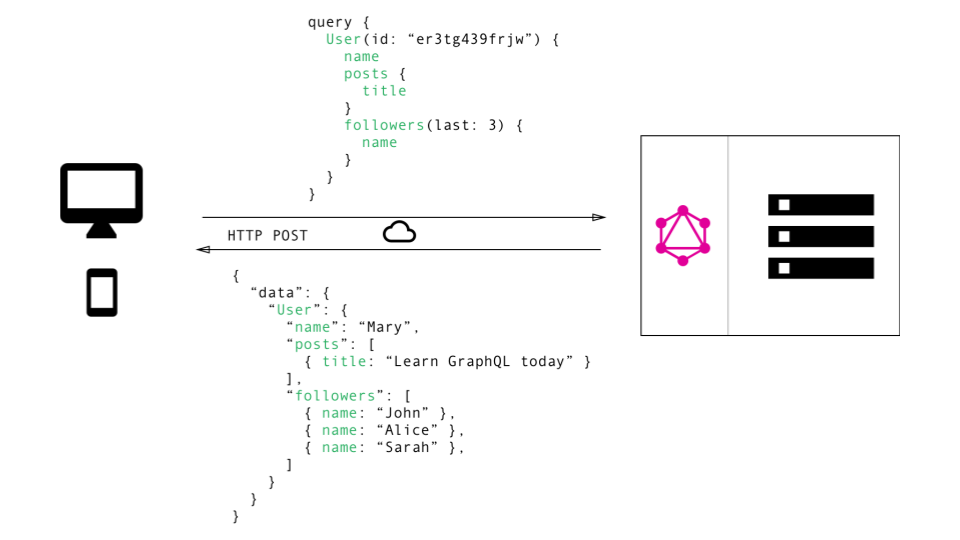 query {
  User(id: “er3tg439frjw”) {
    name
    posts {
      title
    }
    followers(last: 3) {
      name
    }
  }
}
HTTP POST
{
  “data”: {
    “User”: {
      “name”: “Mary”,
      “posts”: [
        { title: “Learn GraphQL today” }
      ],
      “followers”: [
        { name: “John” },
        { name: “Alice” },
        { name: “Sarah” },
      ]
    }
  }
}